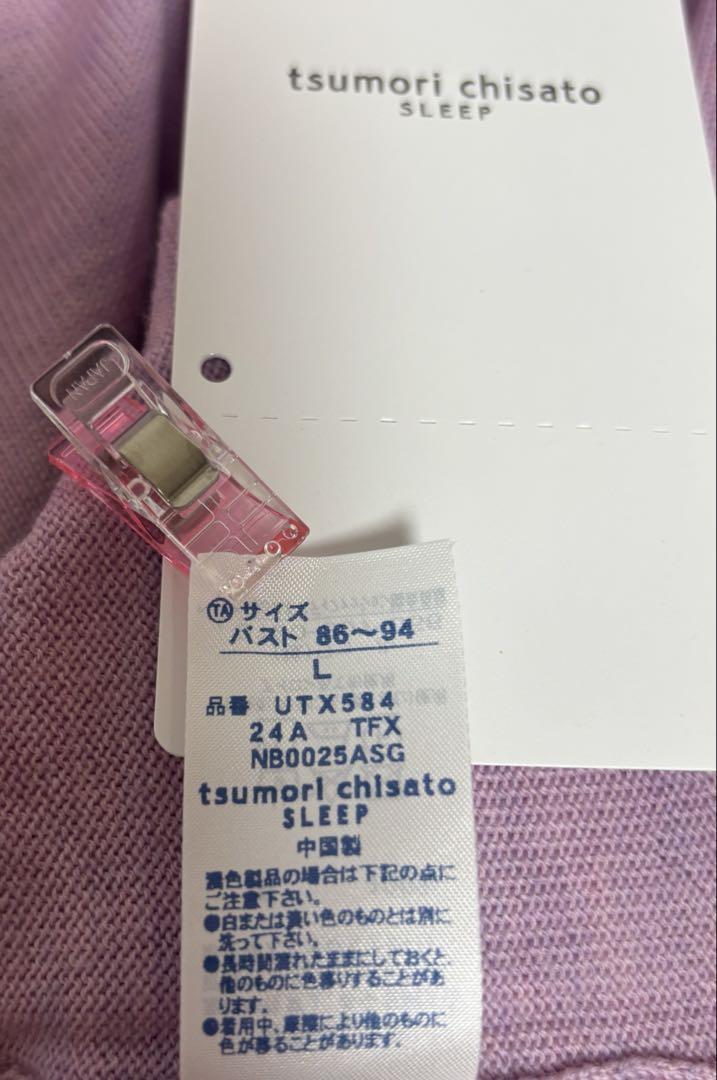 tsumori chisato
SLEEP
JAPAN
TA サイズ
バスト 86～94
L
品番 UTX584
24A TFX
NB0025ASG
tsumori chisato
SLEEP
中国製
濃色製品の場合は下記の点に
ご注意下さい。
●白または薄い色のものとは別に
洗って下さい。
●長時間濡れたままにしておくと、
他のものに色移りすることがあ
ります。
●着用中、摩擦により他のものに
色が移ることがあります。